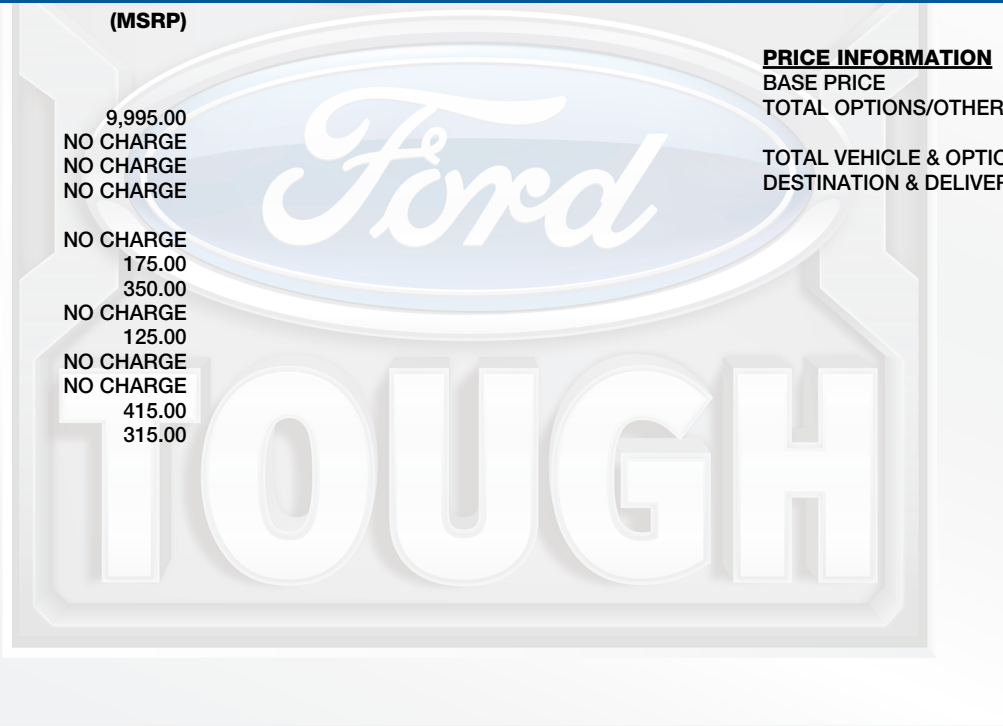 (MSRP)
9,995.00
NO CHARGE
NO CHARGE
NO CHARGE
NO CHARGE
175.00
350.00
NO CHARGE
125.00
NO CHARGE
NO CHARGE
415.00
315.00
PRICE INFORMATION
BASE PRICE
TOTAL OPTIONS/OTHER
TOTAL VEHICLE & OPTIO
DESTINATION & DELIVER
Ford
TOUGH